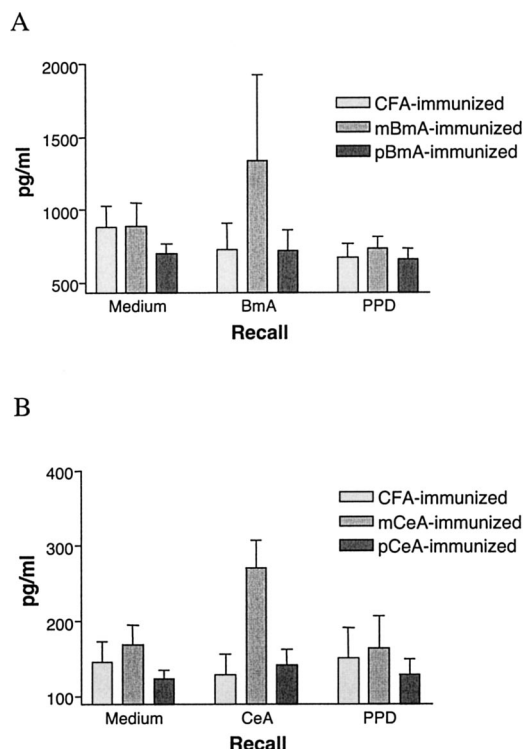 A
2000
1500
1000
500
pg/ml
CFA-immunized
mBmA-immunized
pBmA-immunized
Medium BmA PPD
Recall
B
400
300
200
100
pg/ml
CFA-immunized
mCeA-immunized
pCeA-immunized
Medium CeA PPD
Recall